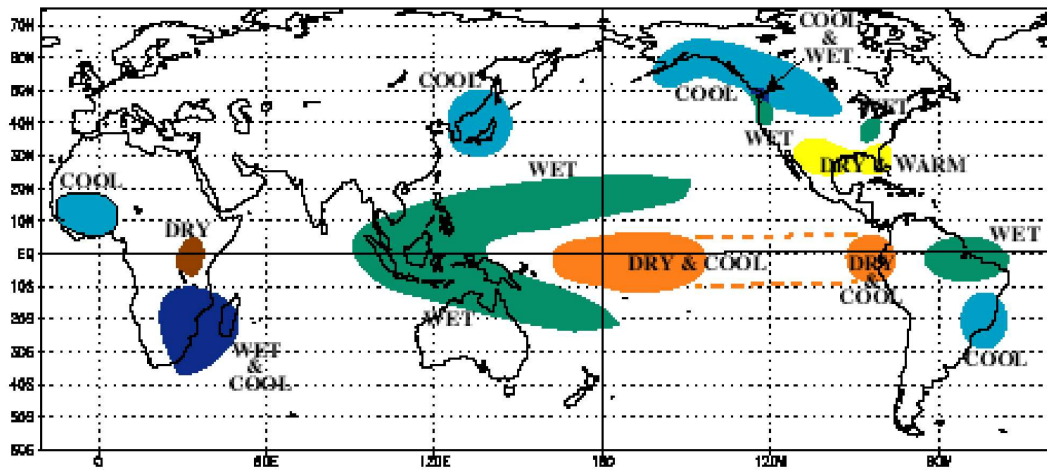 COOL
&
WET
COOL
COOL
WET
WET
DRY & WARM
WET
COOL
DRY
WET
DRY & COOL
DRY
&
COOL
WET
WET
&
COOL
COOL
70N
60N
50N
40N
30N
20N
10N
EQ
10S
20S
30S
40S
50S
60S
0
60E
120E
180
120W
60W